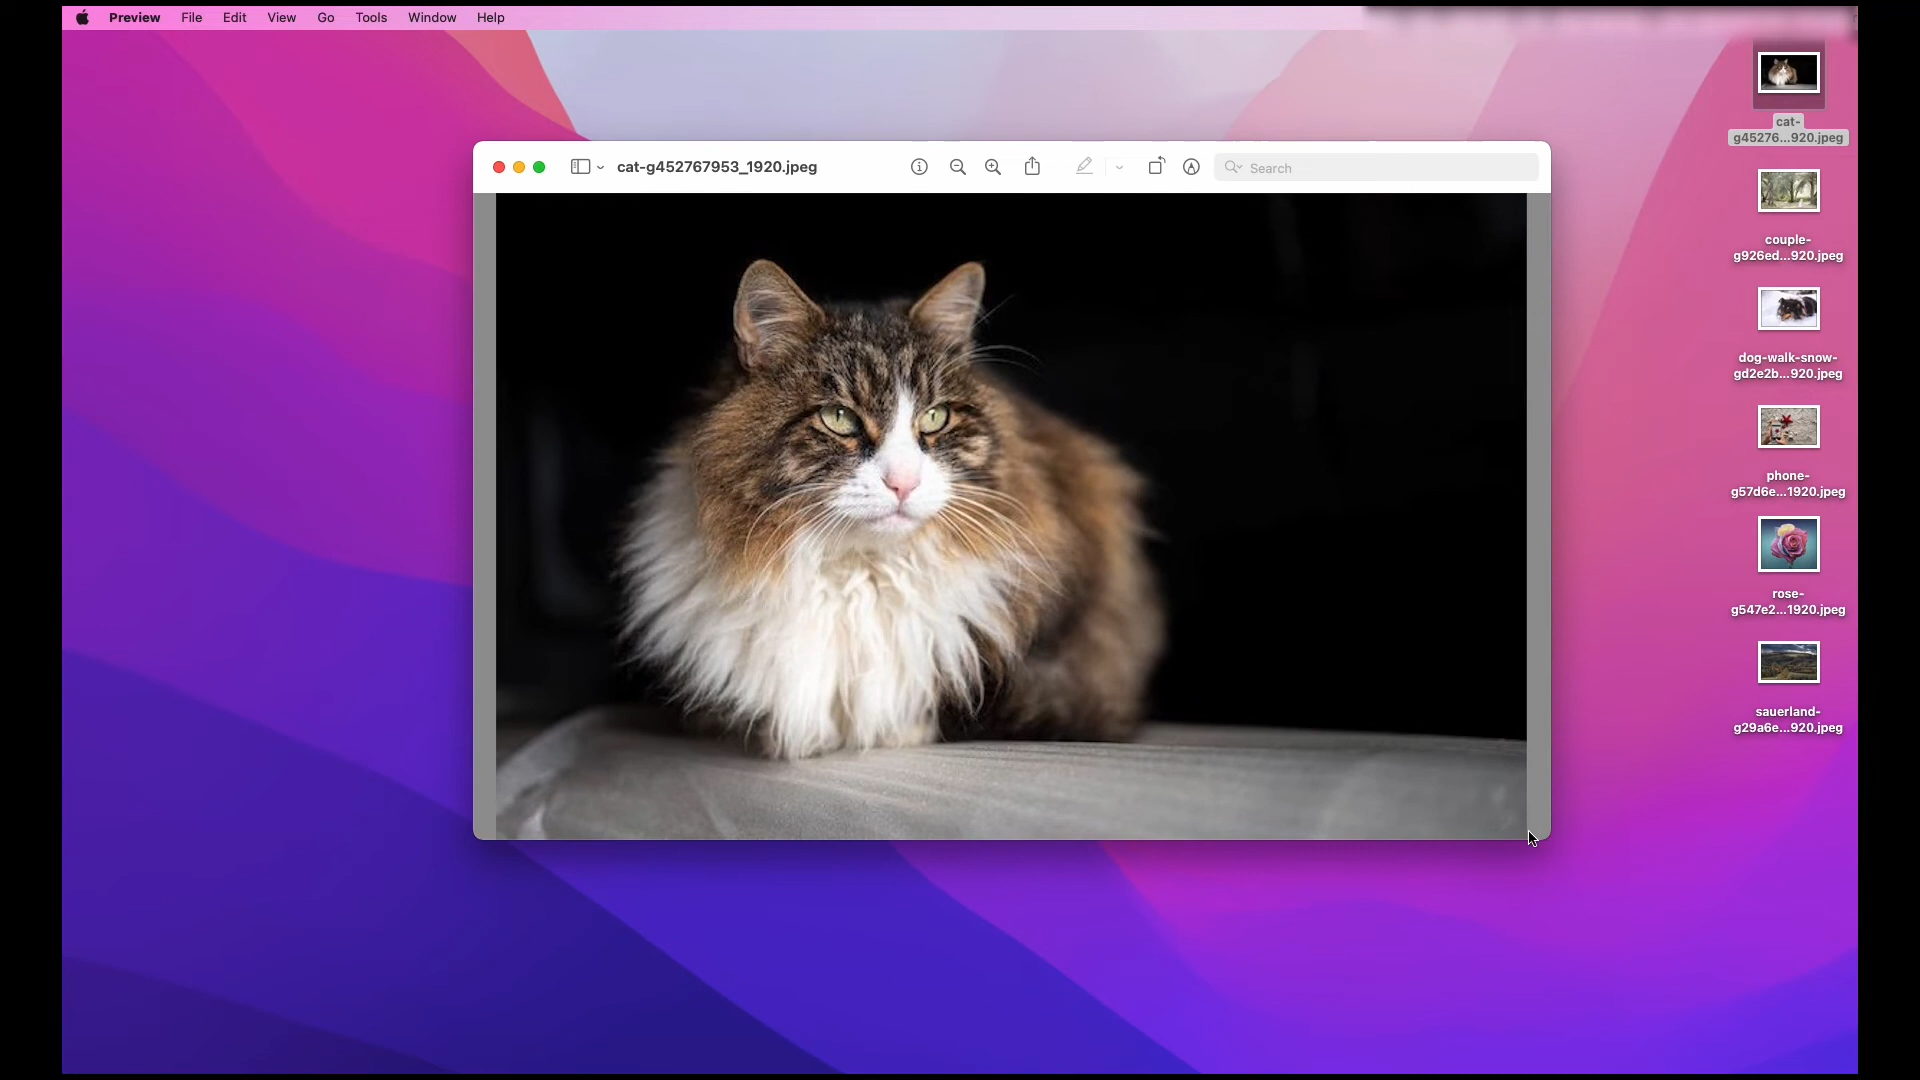 Preview File Edit View Go Tools Window Help
cat-g452767953_1920.jpeg
Search
cat-
g45276...920.jpeg
couple-
g926ed...920.jpeg
dog-walk-snow-
gd2e2b...920.jpeg
phone-
g57d6e...1920.jpeg
rose-
g547e2...1920.jpeg
sauerland-
g29a6e...920.jpeg